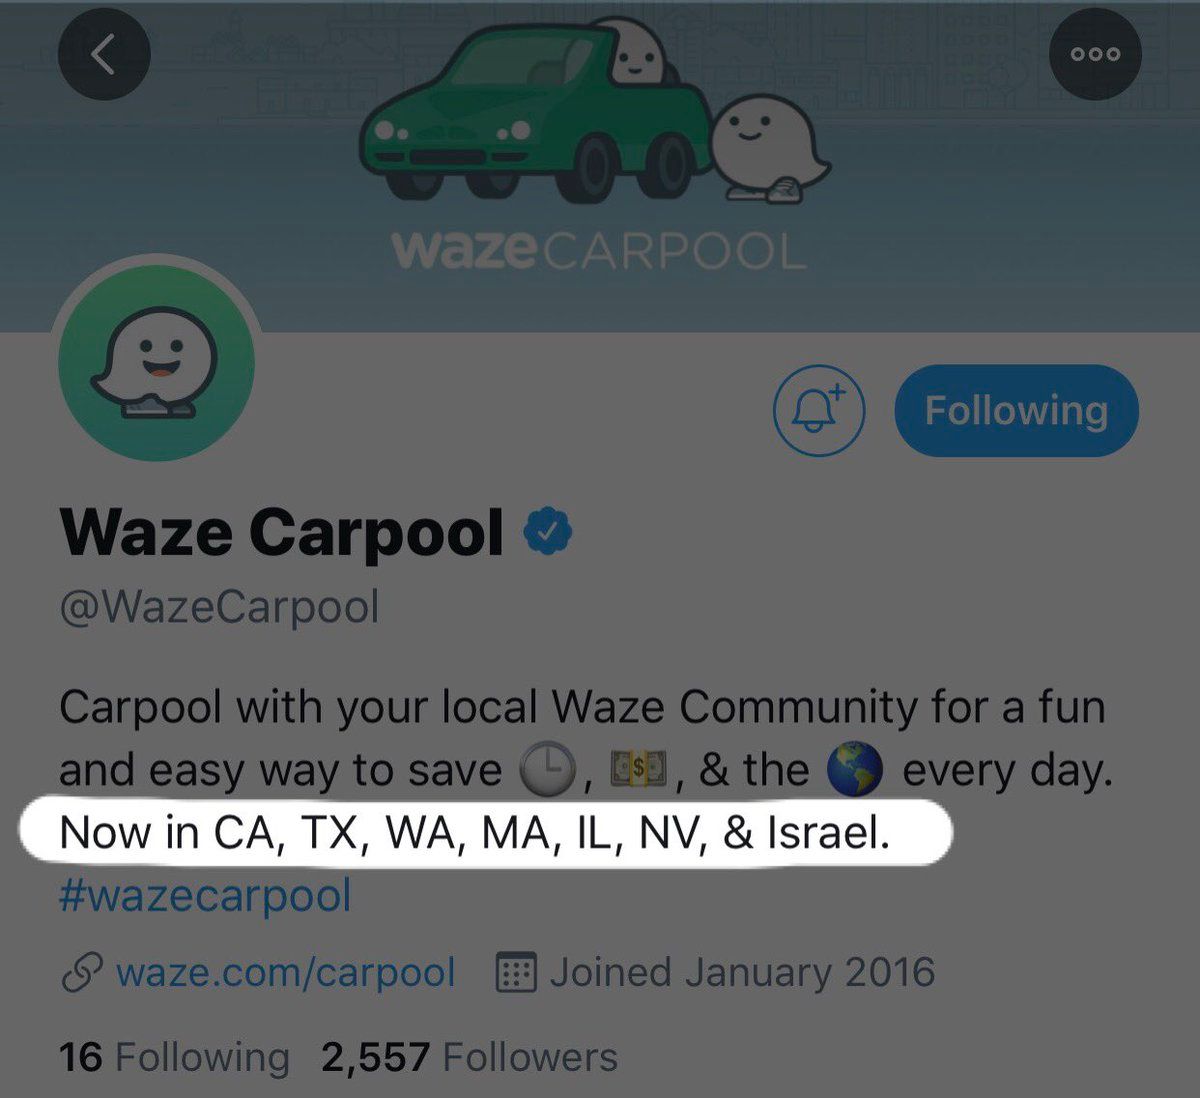 wazeCARPOOL
Following
Waze Carpool
@WazeCarpool
Carpool with your local Waze Community for a fun
and easy way to save 🕒, 💵, & the 🌎 every day.
Now in CA, TX, WA, MA, IL, NV, & Israel.
#wazecarpool
waze.com/carpool Joined January 2016
16 Following 2,557 Followers